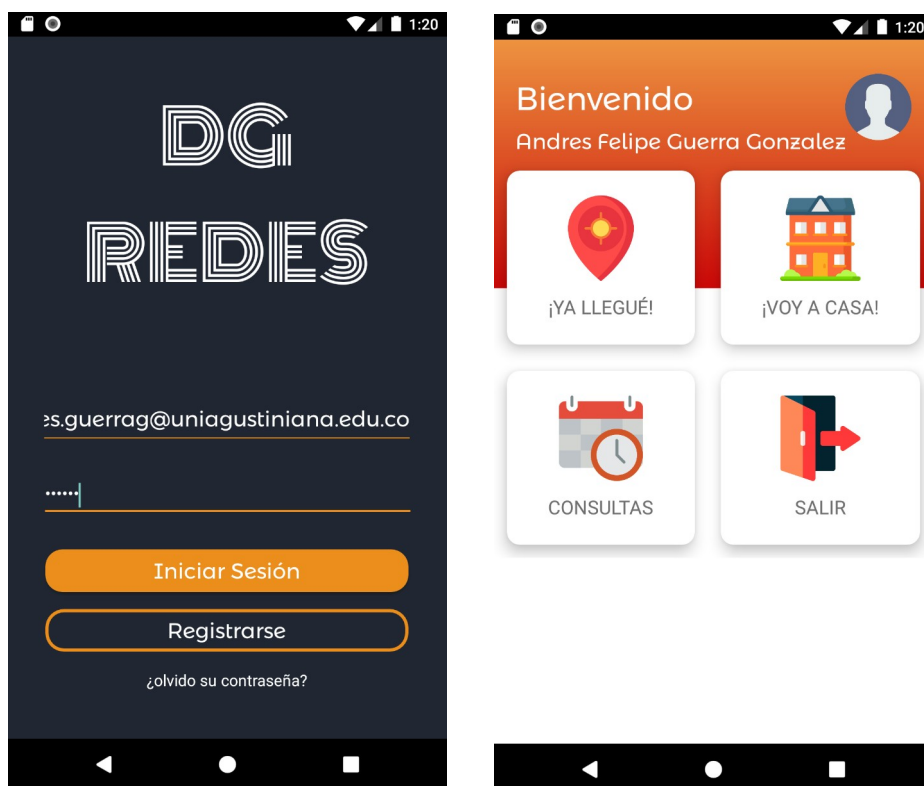 1:20
DG
REDES
es.guerrag@uniagustiniana.edu.co
••••••
Iniciar Sesión
Registrarse
¿olvido su contraseña?
1:20
Bienvenido
Andres Felipe Guerra Gonzalez
¡YA LLEGUÉ!
¡VOY A CASA!
CONSULTAS
SALIR